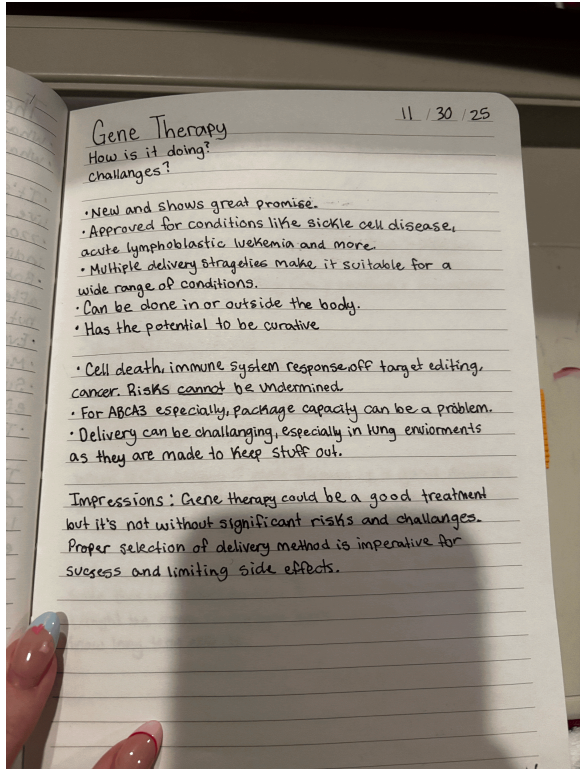 11 / 30 / 25
Gene Therapy
How is it doing?
challanges?
• New and shows great promise.
• Approved for conditions like sickle cell disease,
acute lymphoblastic luekemia and more.
• Multiple delivery strageties make it suitable for a
wide range of conditions.
• Can be done in or outside the body.
• Has the potential to be curative
• Cell death, immune system response, off target editing,
cancer. Risks cannot be undermined.
• For ABCA3 especially, package capacity can be a problem.
• Delivery can be challanging, especially in lung enviorments
as they are made to keep stuff out.
Impressions: Gene therapy could be a good treatment
but it's not without significant risks and challanges.
Proper selection of delivery method is imperative for
sucsess and limiting side effects.